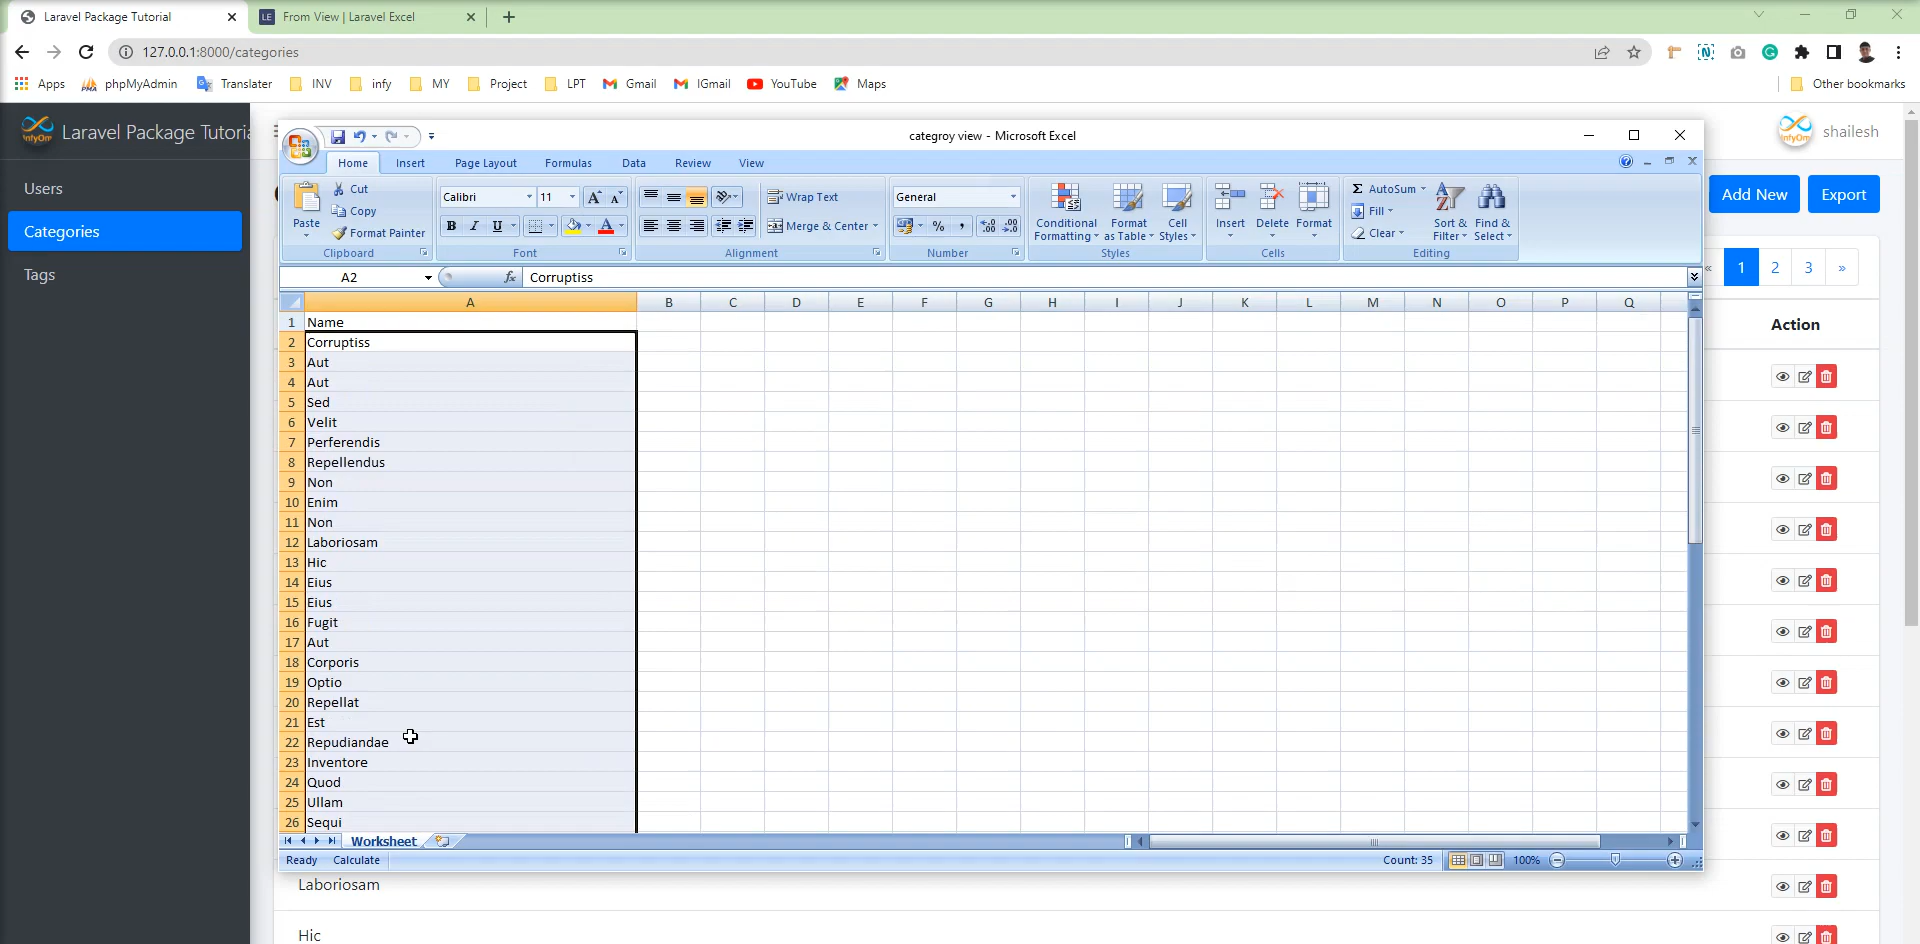 Laravel Package Tutorial
From View | Laravel Excel
127.0.0.1:8000/categories
Apps phpMyAdmin Translater INV infy MY Project LPT Gmail IGmail YouTube Maps Other bookmarks
Laravel Package Tutoria
Users
Categories
Tags
shailesh
Add New Export
« 1 2 3 »
Action
categroy view - Microsoft Excel
Home Insert Page Layout Formulas Data Review View
Paste Cut Copy Format Painter
Clipboard
Calibri 11
B I U
Font
Wrap Text
Merge & Center
Alignment
General
Number
Conditional Formatting
Format as Table
Cell Styles
Styles
Insert Delete Format
Cells
AutoSum
Fill
Clear
Sort & Filter
Find & Select
Editing
A2 fx Corruptiss
A B C D E F G H I J K L M N O P Q
1 Name
2 Corruptiss
3 Aut
4 Aut
5 Sed
6 Velit
7 Perferendis
8 Repellendus
9 Non
10 Enim
11 Non
12 Laboriosam
13 Hic
14 Eius
15 Eius
16 Fugit
17 Aut
18 Corporis
19 Optio
20 Repellat
21 Est
22 Repudiandae
23 Inventore
24 Quod
25 Ullam
26 Sequi
Worksheet
Ready Calculate Count: 35 100%
Laboriosam
Hic